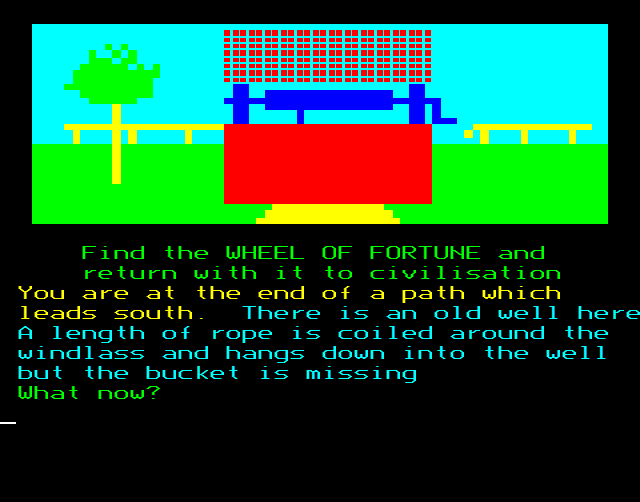 Find the WHEEL OF FORTUNE and
return with it to civilisation
You are at the end of a path which
leads south.  There is an old well here
A length of rope is coiled around the
windlass and hangs down into the well
but the bucket is missing
What now?